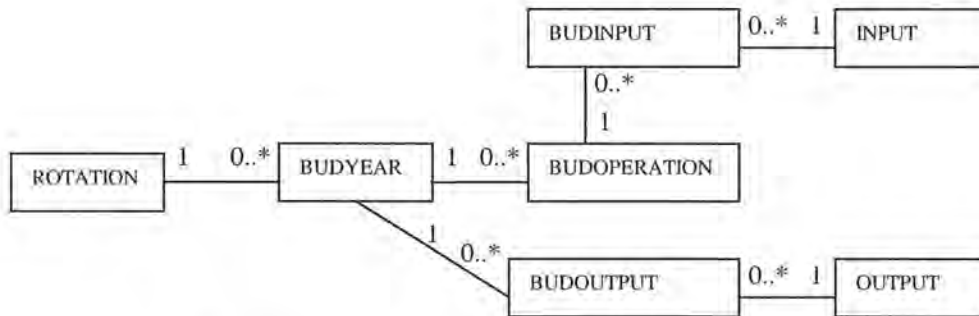 BUDINPUT 0..* 1 INPUT
0..*
1
ROTATION 1 0..* BUDYEAR 1 0..* BUDOPERATION
1 0..*
BUDOUTPUT 0..* 1 OUTPUT